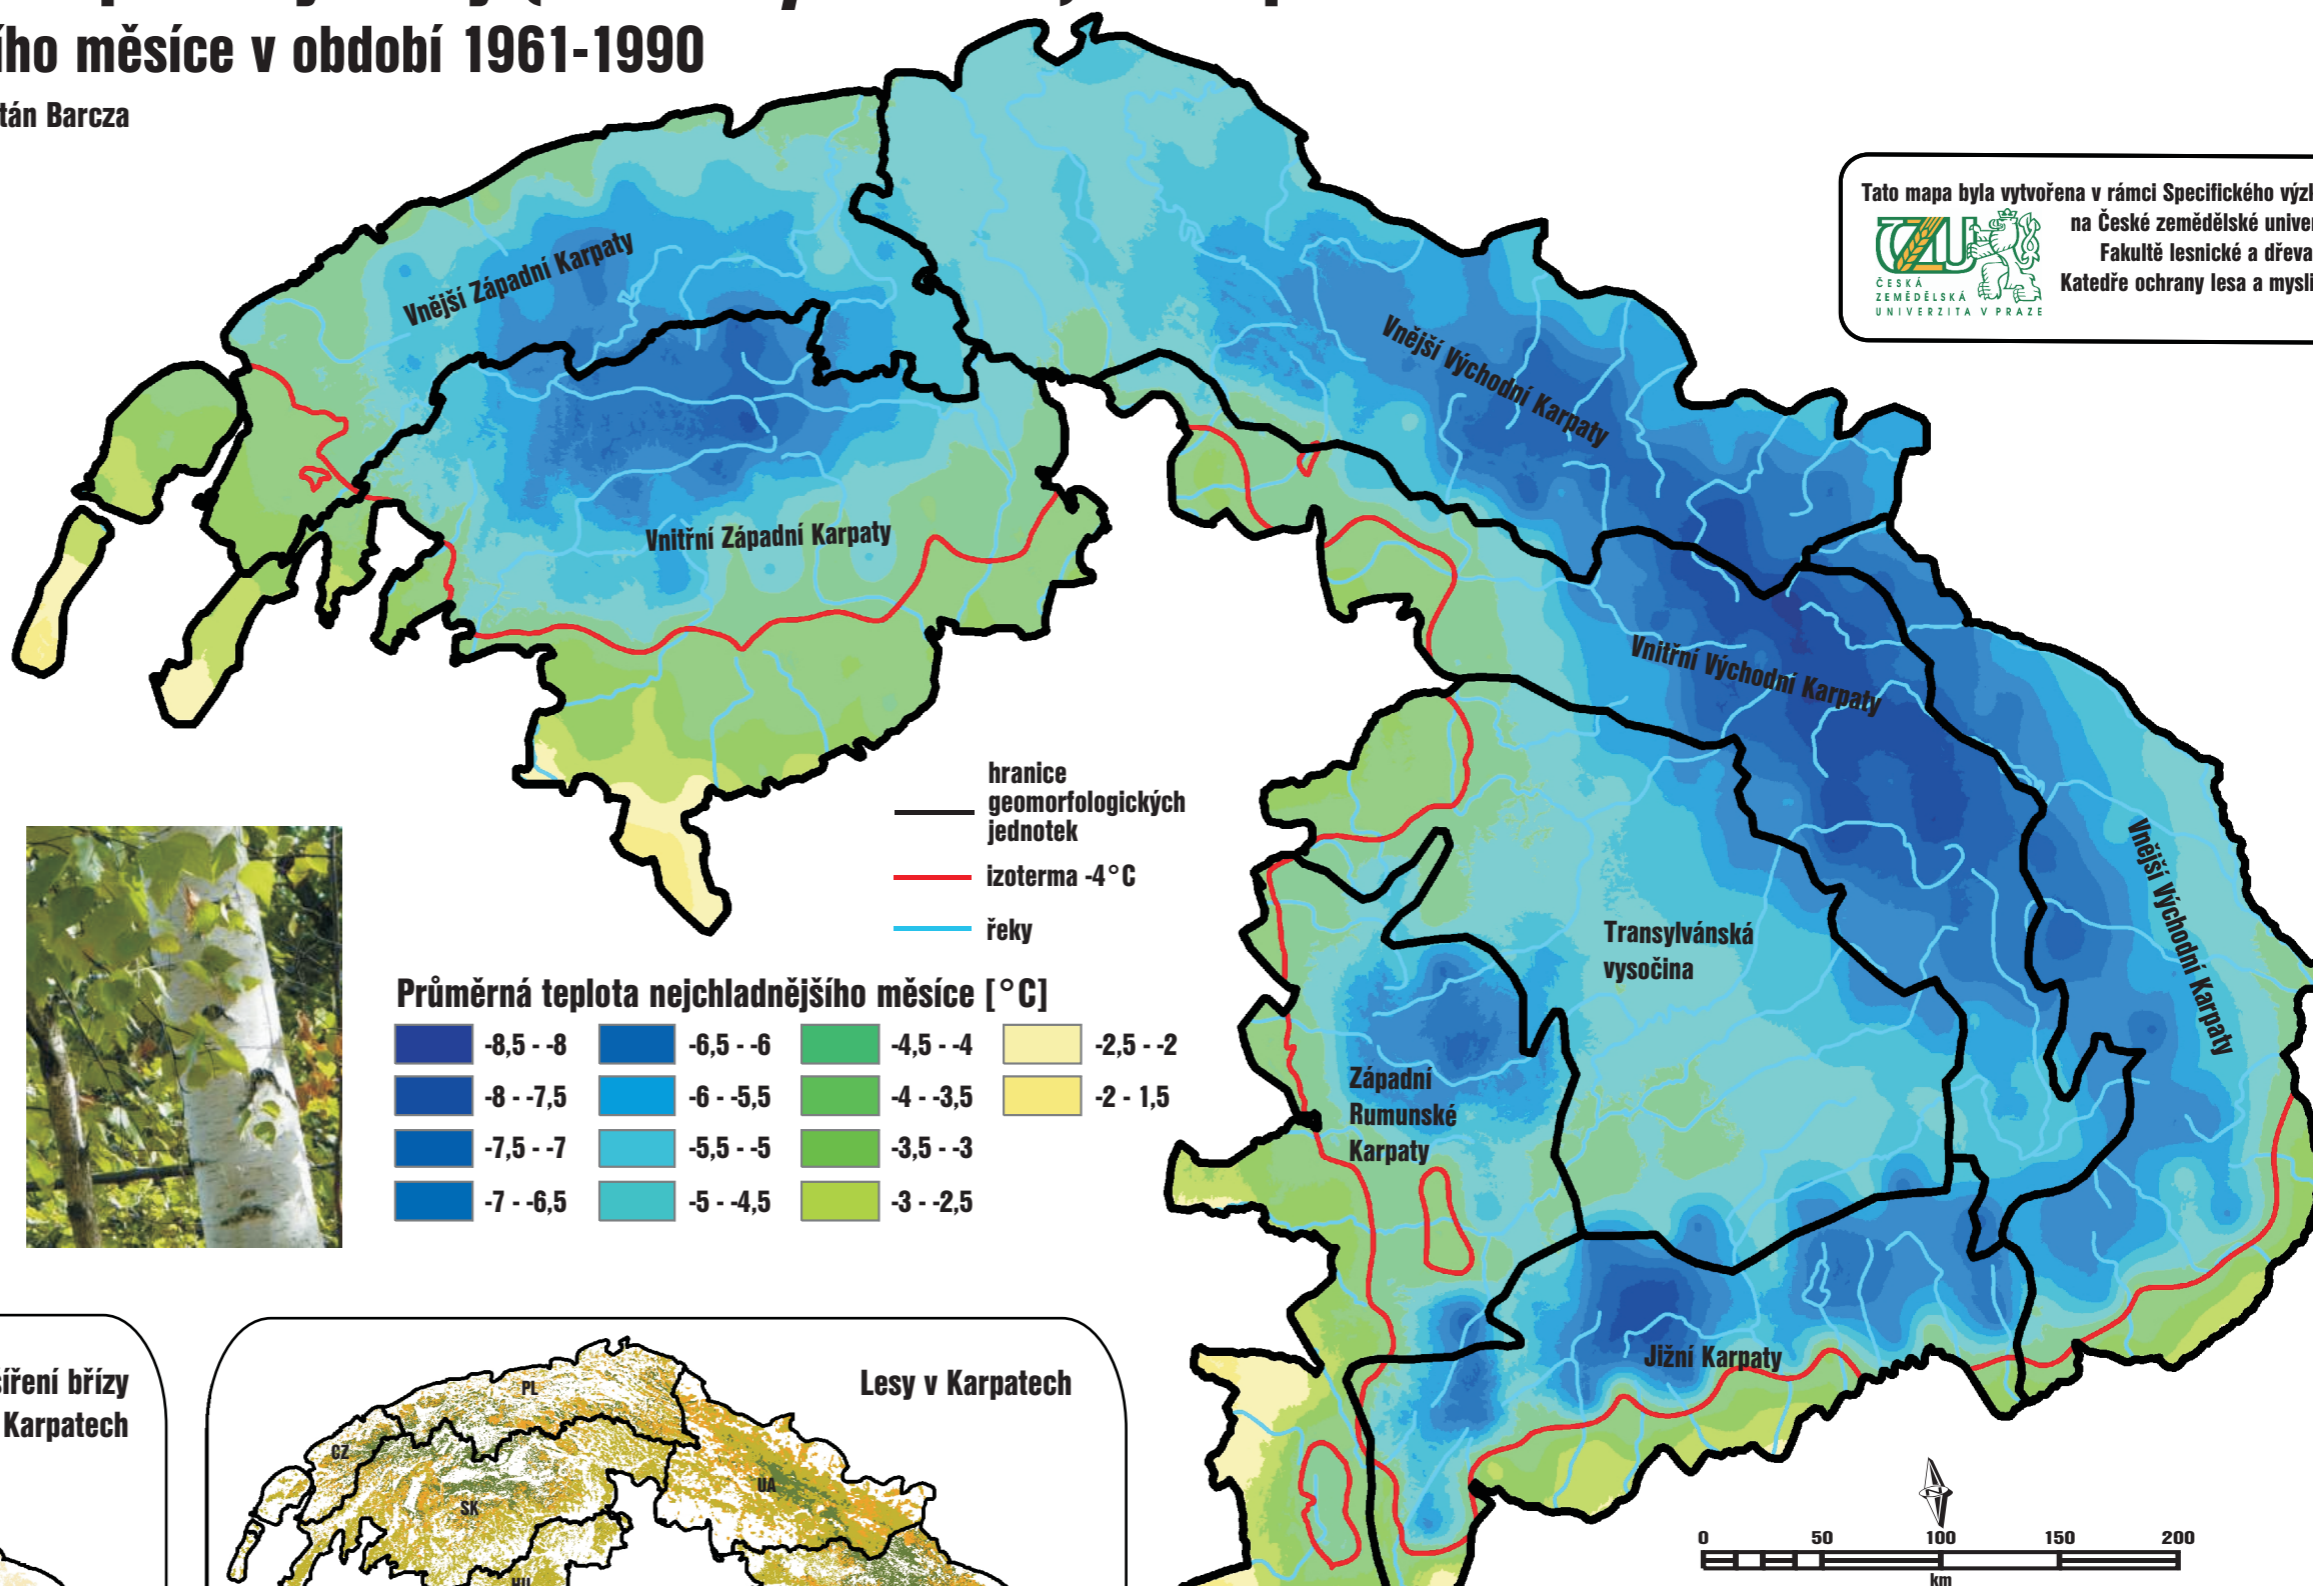 ího měsíce v období 1961-1990
tán Barcza
Tato mapa byla vytvořena v rámci Specifického výzk
na České zemědělské univer
Fakultě lesnické a dřeva
Katedře ochrany lesa a mysli
ČZU
ČESKÁ
ZEMĚDĚLSKÁ
UNIVERZITA V PRAZE
Vnější Západní Karpaty
Vnější Východní Karpaty
Vnitřní Západní Karpaty
Vnitřní Východní Karpaty
hranice
geomorfologických
jednotek
izoterma -4°C
řeky
Vnější Východní Karpaty
Transylvánská
vysočina
Západní
Rumunské
Karpaty
Jižní Karpaty
Průměrná teplota nejchladnějšího měsíce [°C]
-8,5 - -8
-6,5 - -6
-4,5 - -4
-2,5 - -2
-8 - -7,5
-6 - -5,5
-4 - -3,5
-2 - 1,5
-7,5 - -7
-5,5 - -5
-3,5 - -3
-7 - -6,5
-5 - -4,5
-3 - -2,5
šíření břízy
Karpatech
Lesy v Karpatech
PL
CZ
SK
UA
HU
0 50 100 150 200
km